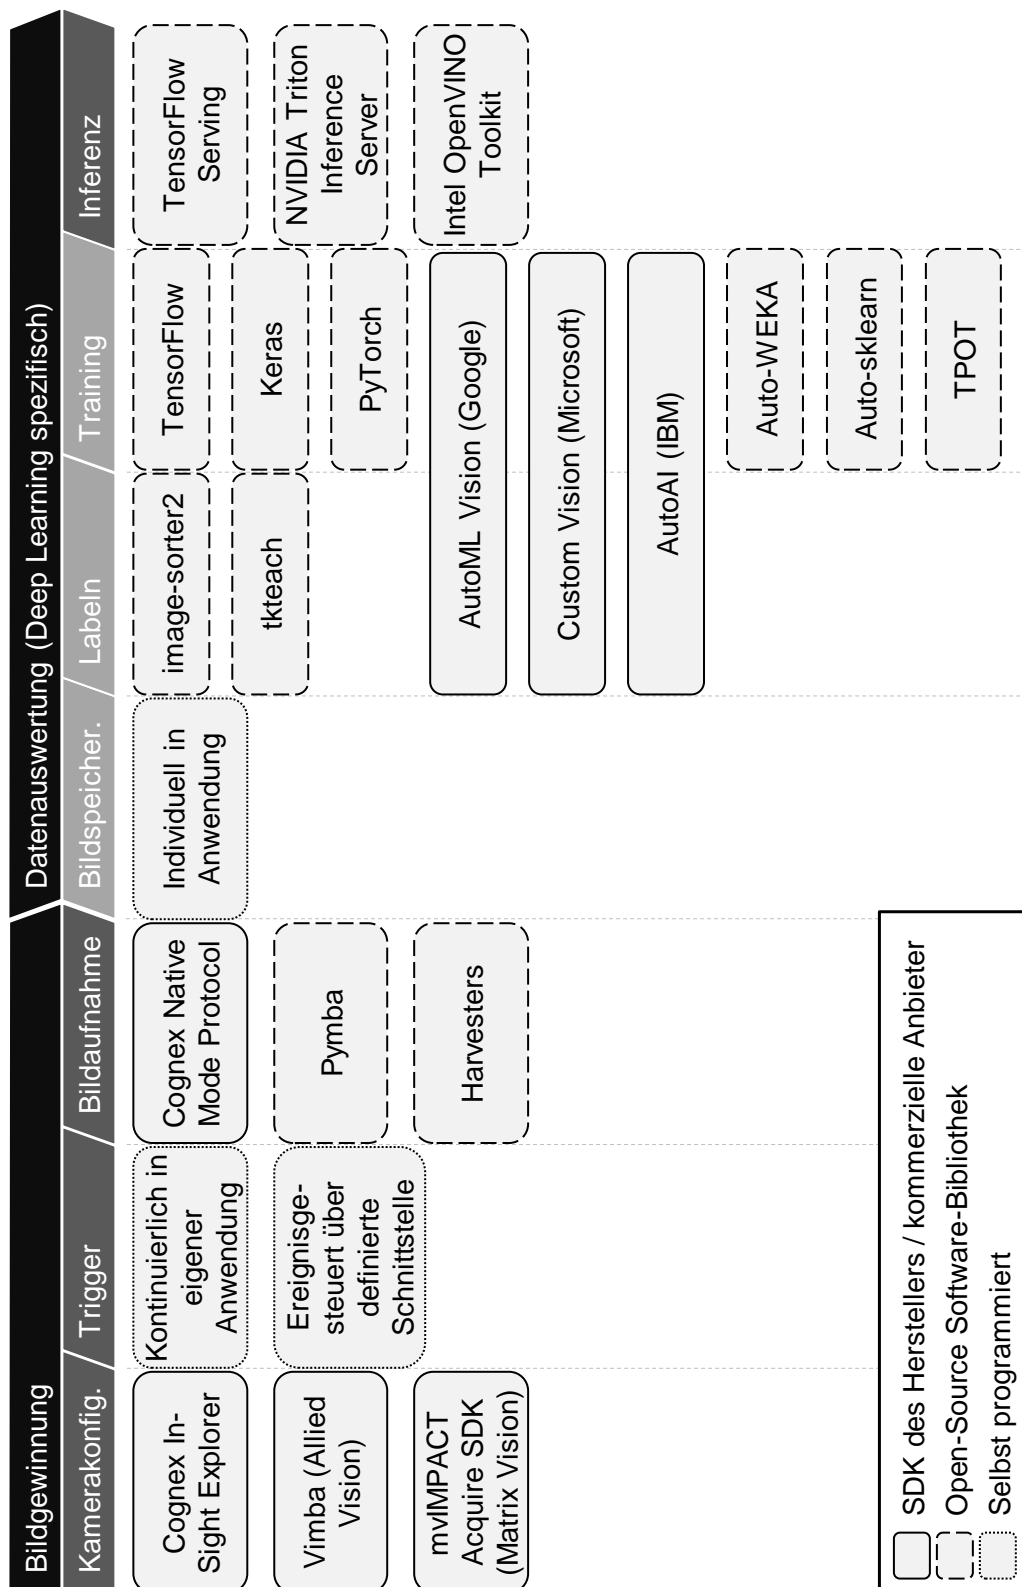 Bildgewinnung
Datenauswertung (Deep Learning spezifisch)
Kamerakonfig.
Trigger
Bildaufnahme
Bildspeicher.
Labeln
Training
Inferenz
Cognex In-
Sight Explorer
Vimba (Allied
Vision)
mvIMPACT
Acquire SDK
(Matrix Vision)
Kontinuierlich in
eigener
Anwendung
Ereignisge-
steuert über
definierte
Schnittstelle
Cognex Native
Mode Protocol
Pymba
Harvesters
Individuell in
Anwendung
image-sorter2
tkteach
AutoML Vision (Google)
Custom Vision (Microsoft)
AutoAI (IBM)
TensorFlow
Keras
PyTorch
Auto-WEKA
Auto-sklearn
TPOT
TensorFlow
Serving
NVIDIA Triton
Inference
Server
Intel OpenVINO
Toolkit
SDK des Herstellers / kommerzielle Anbieter
Open-Source Software-Bibliothek
Selbst programmiert